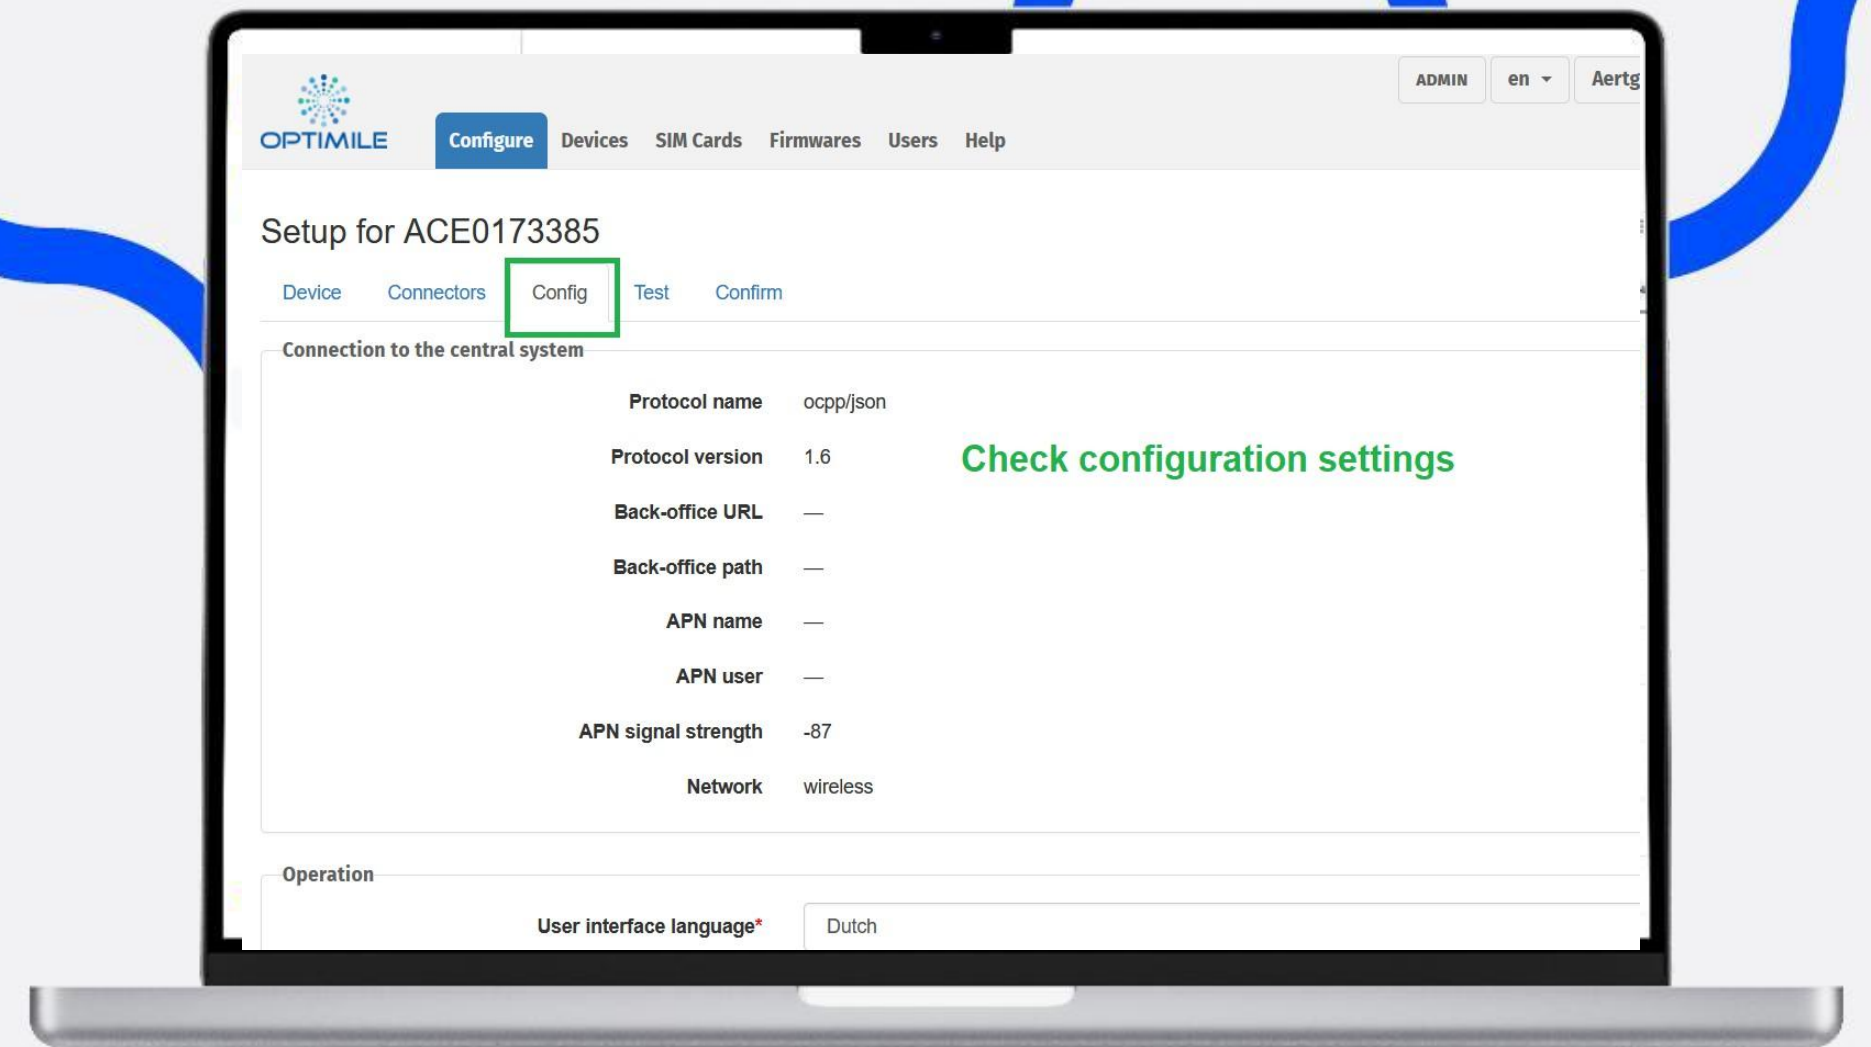 ADMIN en Aertg
OPTIMILE
Configure Devices SIM Cards Firmwares Users Help
Setup for ACE0173385
Device Connectors Config Test Confirm
Connection to the central system
Protocol name ocpp/json
Protocol version 1.6
Check configuration settings
Back-office URL —
Back-office path —
APN name —
APN user —
APN signal strength -87
Network wireless
Operation
User interface language* Dutch